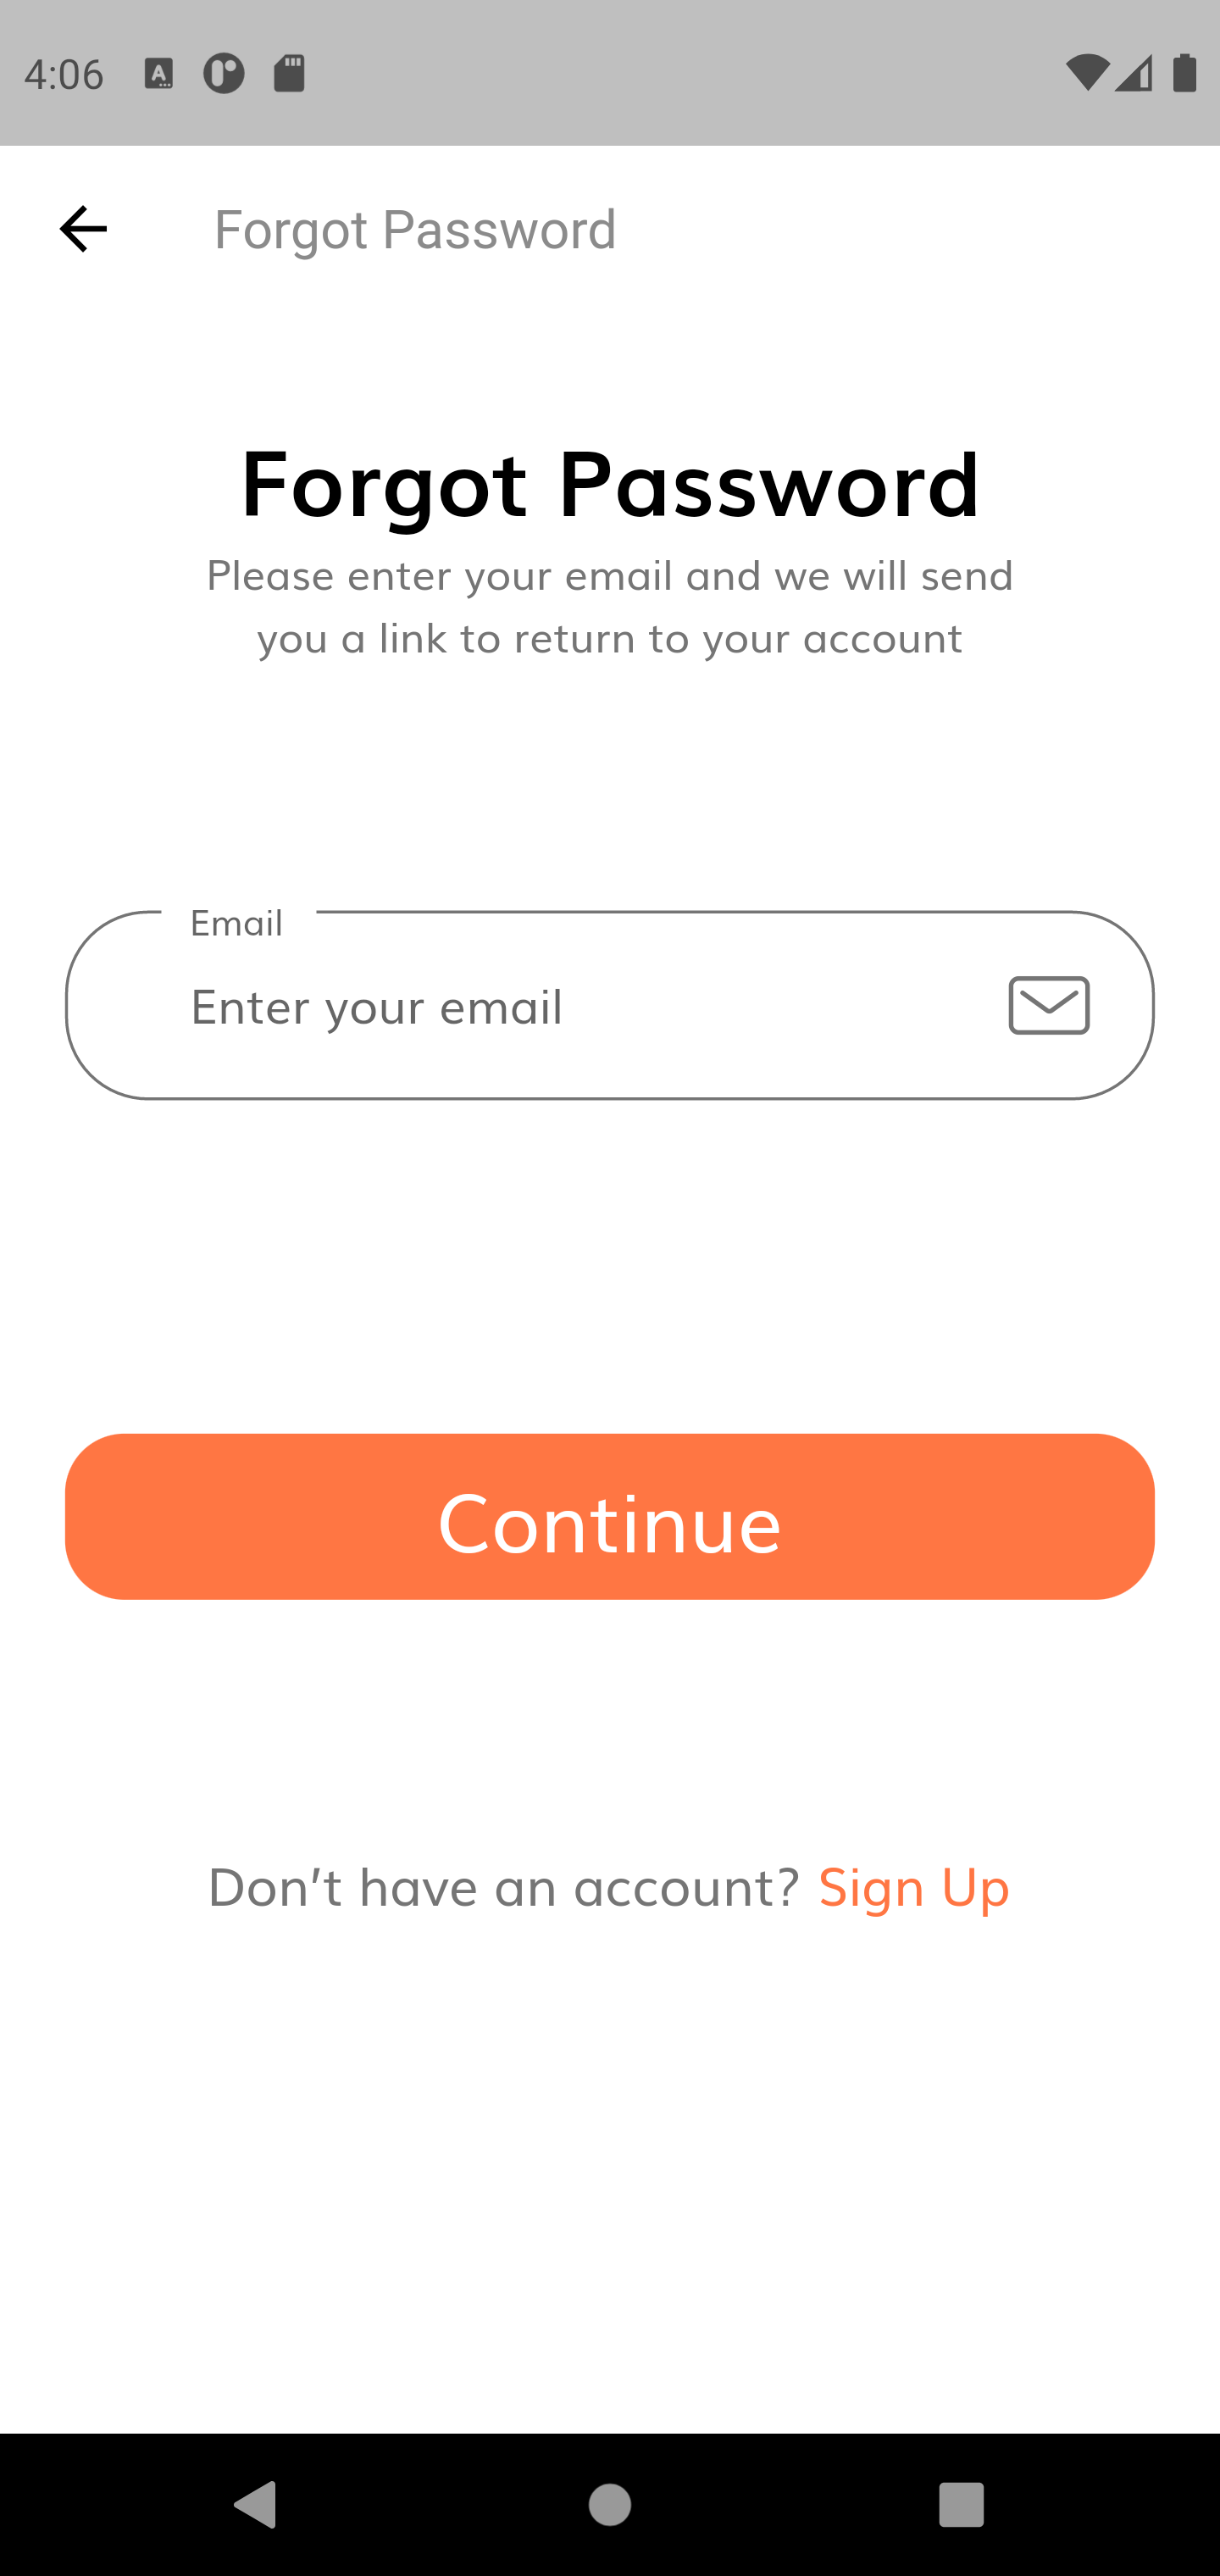 4:06
Forgot Password
Forgot Password
Please enter your email and we will send
you a link to return to your account
Email
Enter your email
Continue
Don't have an account? Sign Up